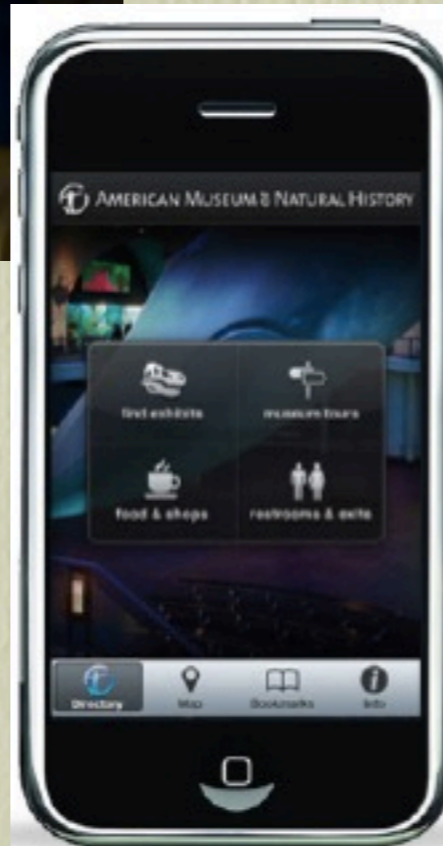 AMERICAN MUSEUM OF NATURAL HISTORY
find exhibits
museum tours
food & shops
restrooms & exits
Directory
Map
Bookmarks
Info